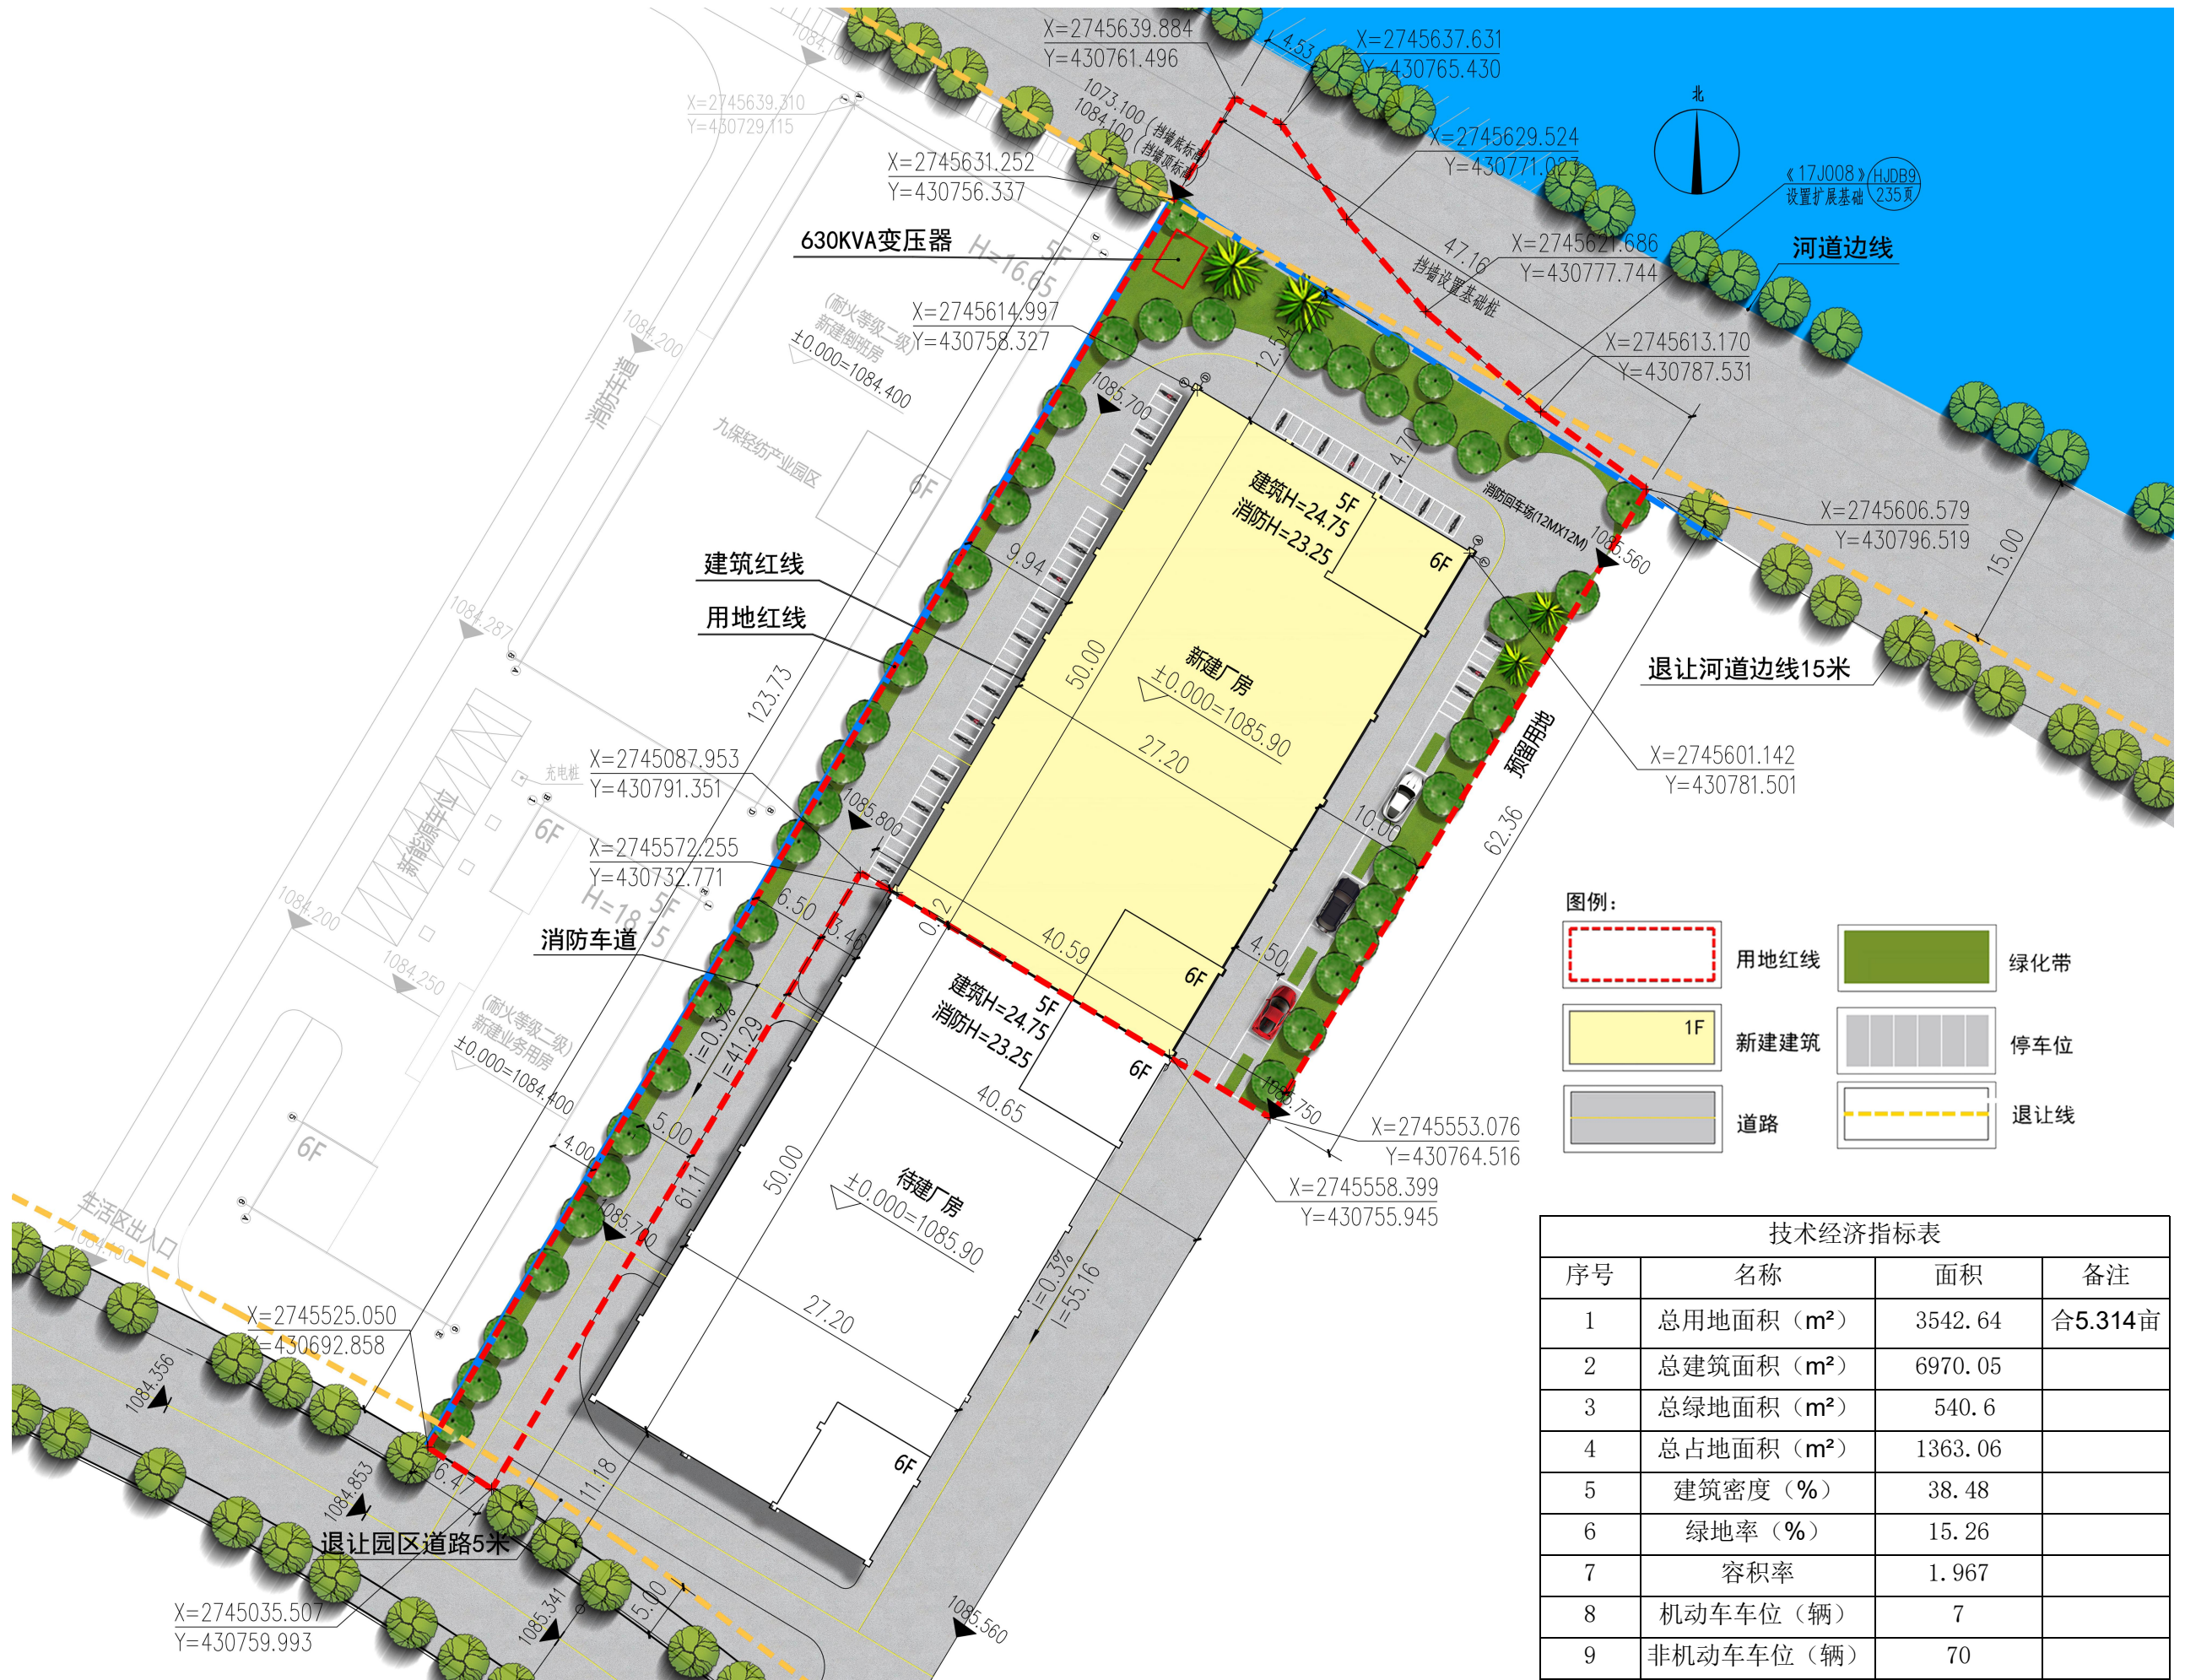 X=2745639.884
Y=430761.496
4.53
X=2745637.631
Y=430765.430
1084.100
X=2745639.310
Y=430729.115
1073.100（挡墙底标高）
1084.100（挡墙顶标高）
X=2745629.524
Y=430771.023
北
《17J008》
设置扩展基础
HJDB9
235页
X=2745631.252
Y=430756.337
630KVA变压器
5F
H=16.65
47.16
挡墙设置基础桩
X=2745621.686
Y=430777.744
河道边线
(耐火等级二级)
新建倒班房
±0.000=1084.400
X=2745614.997
Y=430758.327
1084.200
消防车道
12.54
X=2745613.170
Y=430787.531
1085.700
九保轻纺产业园区
6F
4.70
5F
建筑H=24.75
消防H=23.25
6F
消防回车场(12MX12M)
1085.560
X=2745606.579
Y=430796.519
15.00
建筑红线
9.94
用地红线
1084.287
50.00
新建厂房
±0.000=1085.90
退让河道边线15米
123.73
27.20
预留用地
X=2745601.142
Y=430781.501
X=2745087.953
Y=430791.351
充电桩
新能源车位
6F
1085.800
10.00
62.36
X=2745572.255
Y=430732.771
5F
H=18.75
1084.200
6.50
3.46
0.2
40.59
6F
4.50
消防车道
1084.250
5F
建筑H=24.75
消防H=23.25
6F
i=0.3%
l=41.29
(耐火等级二级)
新建业务用房
±0.000=1084.400
40.65
1085.750
X=2745553.076
Y=430764.516
X=2745558.399
Y=430755.945
5.00
4.00
61.11
50.00
待建厂房
±0.000=1085.90
6F
生活区出入口
1084.100
1085.700
i=0.3%
l=55.16
27.20
X=2745525.050
Y=430692.858
1084.356
6F
1084.853
6.4
11.18
退让园区道路5米
X=2745035.507
Y=430759.993
1085.341
5.00
1085.560
图例：
用地红线
绿化带
1F
新建建筑
停车位
道路
退让线
技术经济指标表
序号 名称 面积 备注
1 总用地面积（m²） 3542.64 合5.314亩
2 总建筑面积（m²） 6970.05
3 总绿地面积（m²） 540.6
4 总占地面积（m²） 1363.06
5 建筑密度（%） 38.48
6 绿地率（%） 15.26
7 容积率 1.967
8 机动车车位（辆） 7
9 非机动车车位（辆） 70